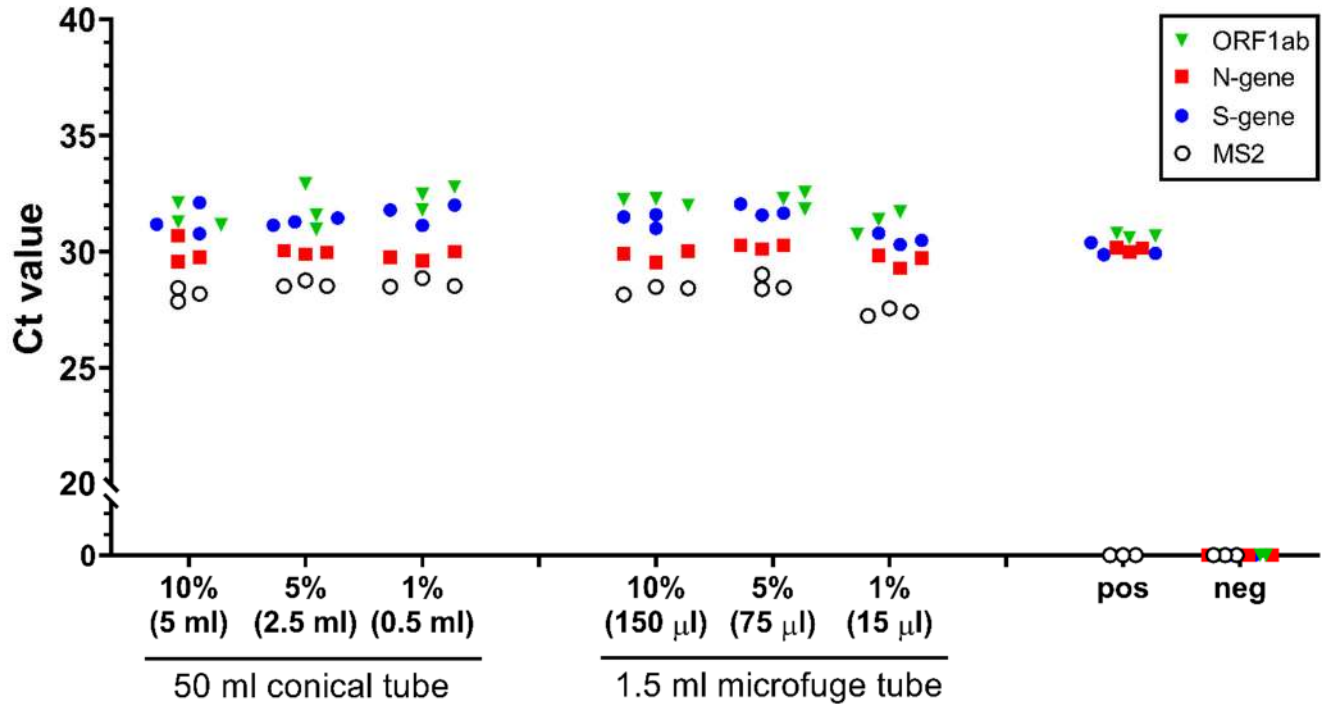 40
35
30
25
20
0
Ct value
ORF1ab
N-gene
S-gene
MS2
10% 5% 1% 10% 5% 1% pos neg
(5 ml) (2.5 ml) (0.5 ml) (150 μl) (75 μl) (15 μl)
50 ml conical tube 1.5 ml microfuge tube